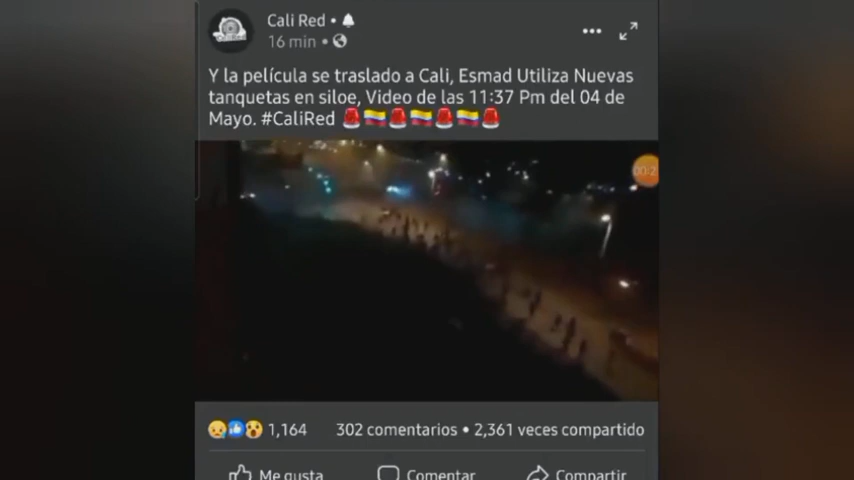 Cali Red •
16 min •
Y la película se traslado a Cali, Esmad Utiliza Nuevas
tanquetas en siloe, Video de las 11:37 Pm del 04 de
Mayo. #CaliRed
1,164 302 comentarios • 2,361 veces compartido
Me gusta Comentar Compartir